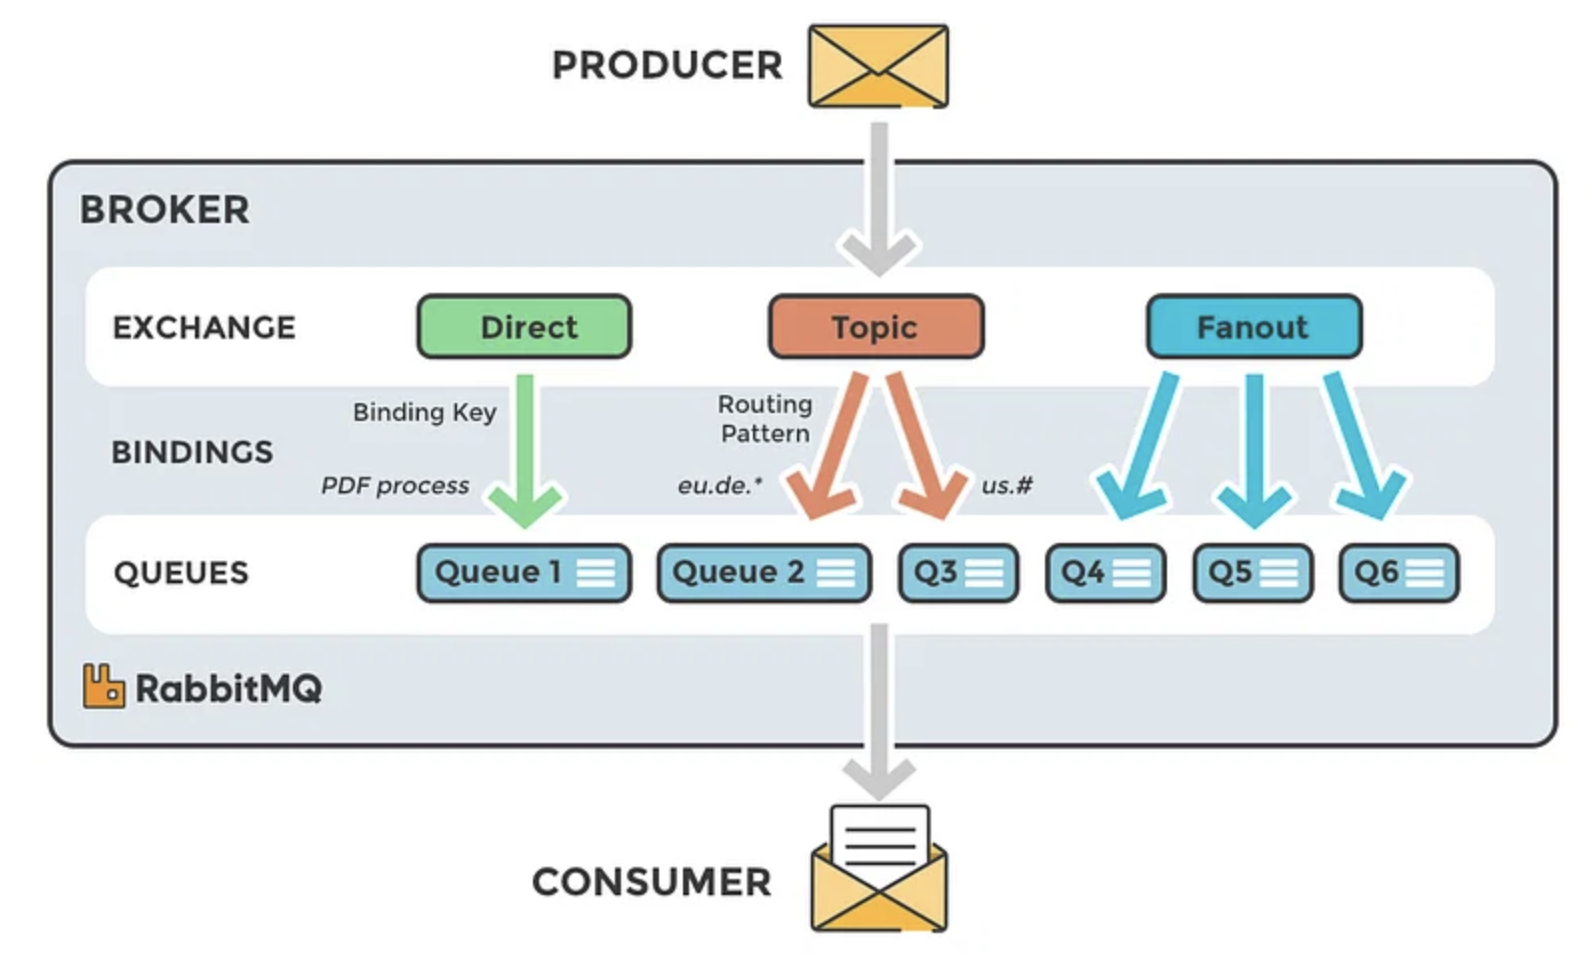 PRODUCER
BROKER
EXCHANGE
Direct
Topic
Fanout
Binding Key
Routing
Pattern
BINDINGS
PDF process
eu.de.*
us.#
QUEUES
Queue 1
Queue 2
Q3
Q4
Q5
Q6
RabbitMQ
CONSUMER